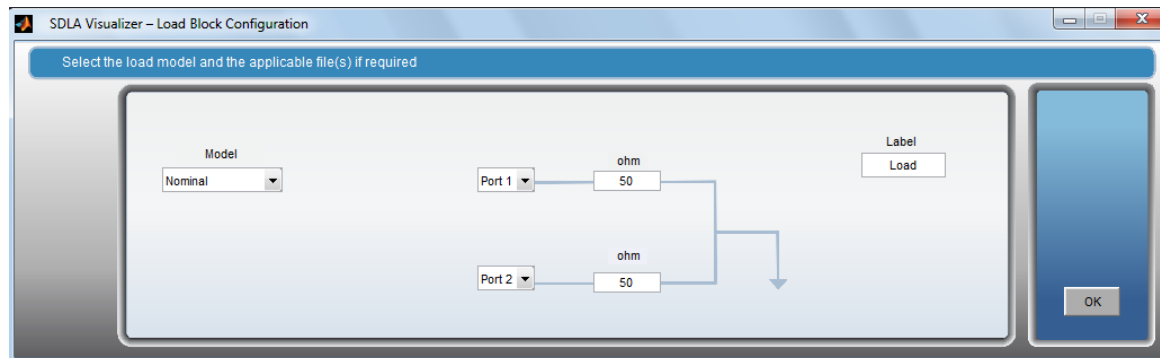 SDLA Visualizer – Load Block Configuration
Select the load model and the applicable file(s) if required
Model
Nominal
Port 1
ohm
50
Label
Load
Port 2
ohm
50
OK